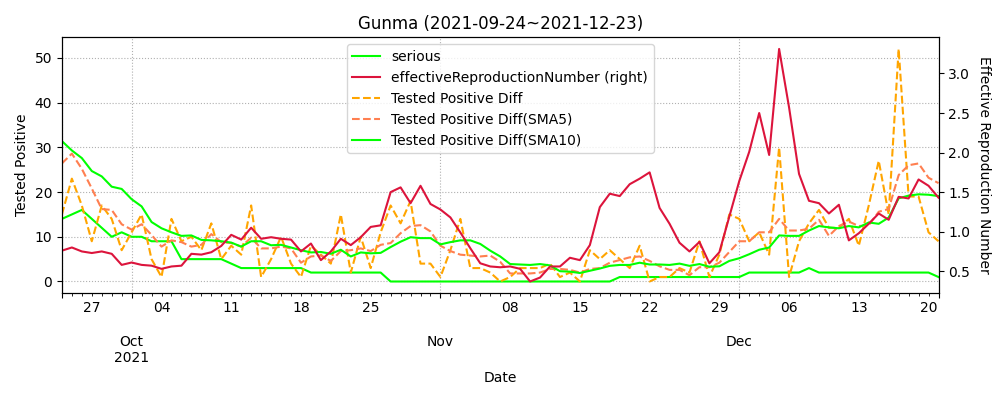 Gunma (2021-09-24~2021-12-23)
serious
effectiveReproductionNumber (right)
Tested Positive Diff
Tested Positive Diff(SMA5)
Tested Positive Diff(SMA10)
Tested Positive
50
40
30
20
10
0
3.0
2.5
2.0
1.5
1.0
0.5
Effective Reproduction Number
27 04 11 18 25 08 15 22 29 06 13 20
Oct Nov Dec
2021
Date